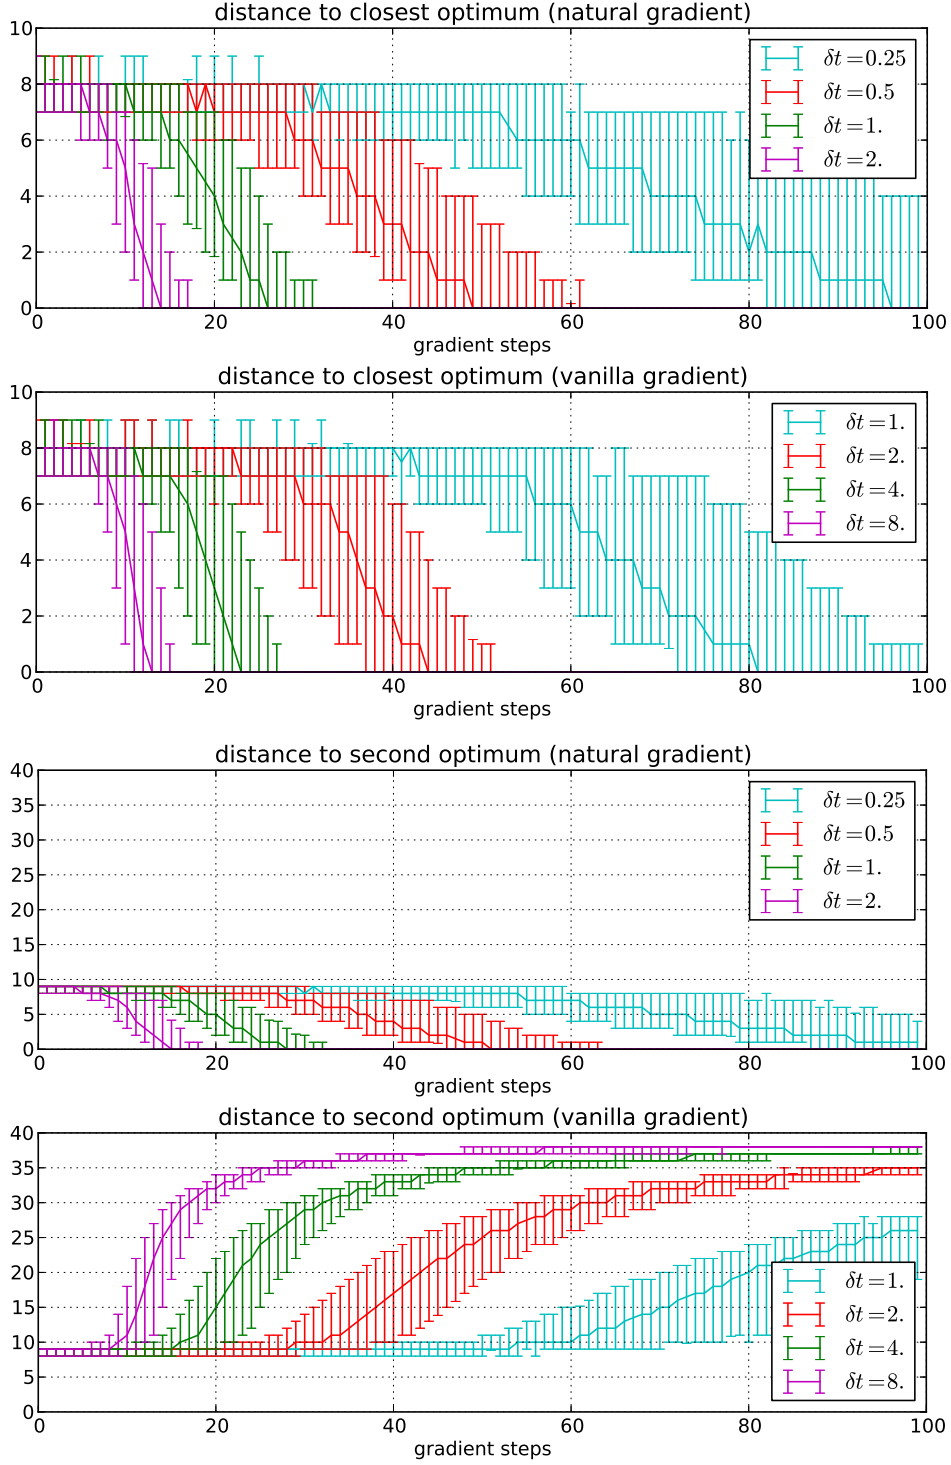 distance to closest optimum (natural gradient)
10
8
6
4
2
0
0 20 40 60 80 100
gradient steps
δt=0.25
δt=0.5
δt=1.
δt=2.
distance to closest optimum (vanilla gradient)
10
8
6
4
2
0
0 20 40 60 80 100
gradient steps
δt=1.
δt=2.
δt=4.
δt=8.
distance to second optimum (natural gradient)
40
35
30
25
20
15
10
5
0
0 20 40 60 80 100
gradient steps
δt=0.25
δt=0.5
δt=1.
δt=2.
distance to second optimum (vanilla gradient)
40
35
30
25
20
15
10
5
0
0 20 40 60 80 100
gradient steps
δt=1.
δt=2.
δt=4.
δt=8.